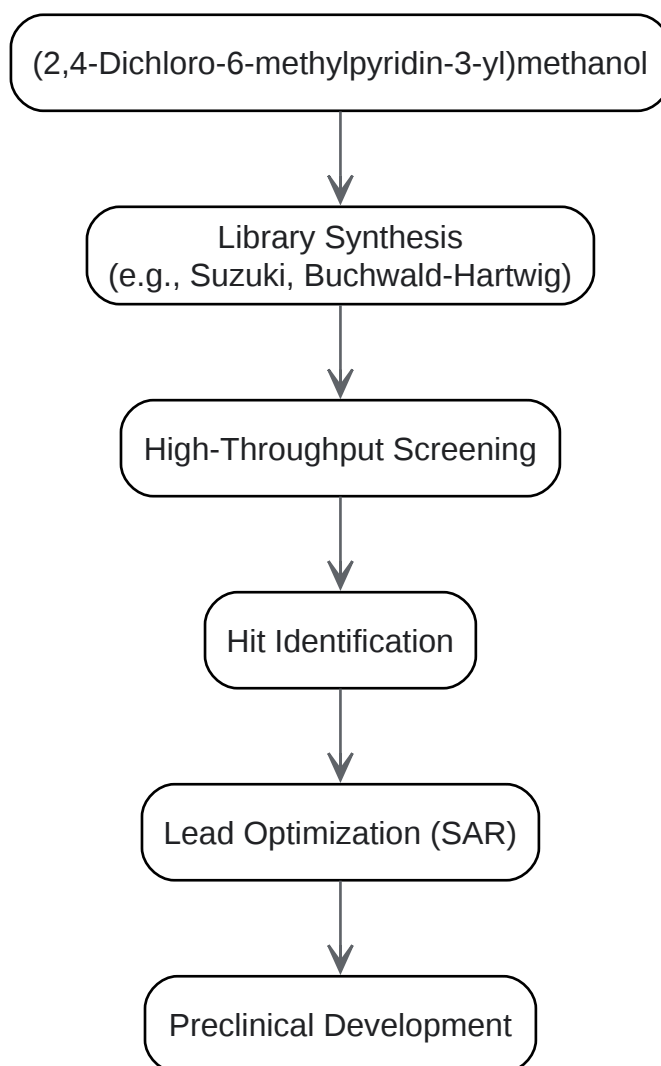 (2,4-Dichloro-6-methylpyridin-3-yl)methanol
Library Synthesis
(e.g., Suzuki, Buchwald-Hartwig)
High-Throughput Screening
Hit Identification
Lead Optimization (SAR)
Preclinical Development